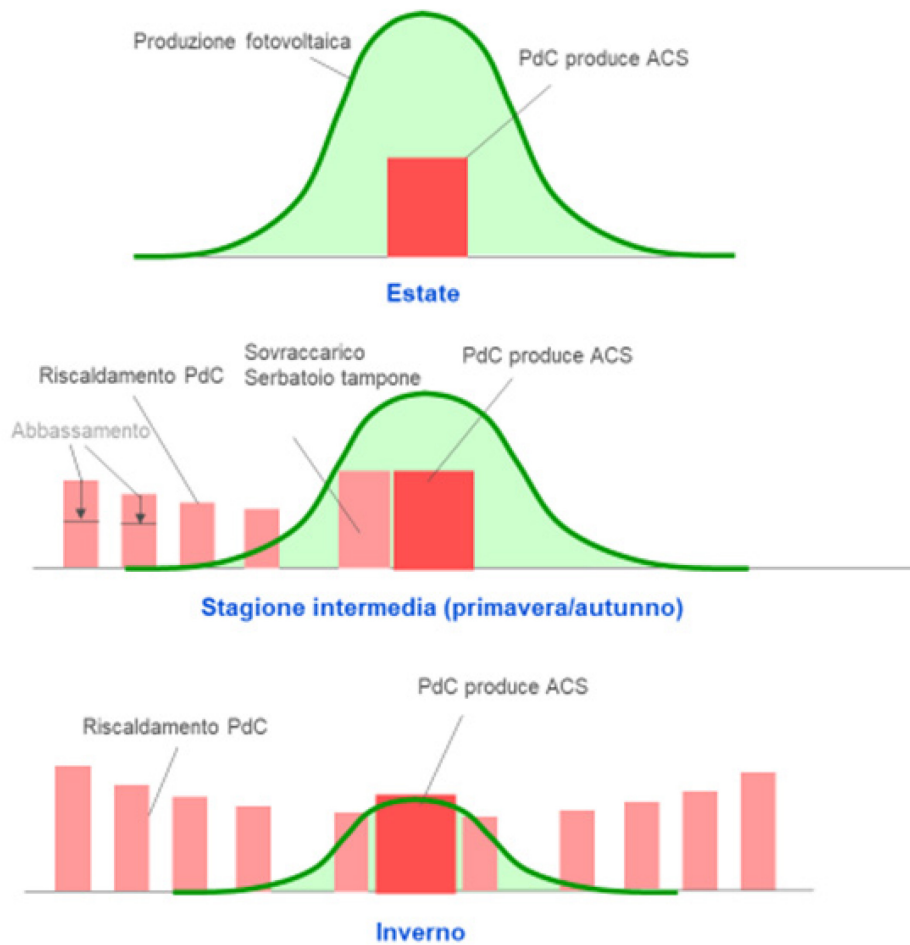 Produzione fotovoltaica
PdC produce ACS
Estate
Sovraccarico
Serbatoio tampone
PdC produce ACS
Riscaldamento PdC
Abbassamento
Stagione intermedia (primavera/autunno)
PdC produce ACS
Riscaldamento PdC
Inverno